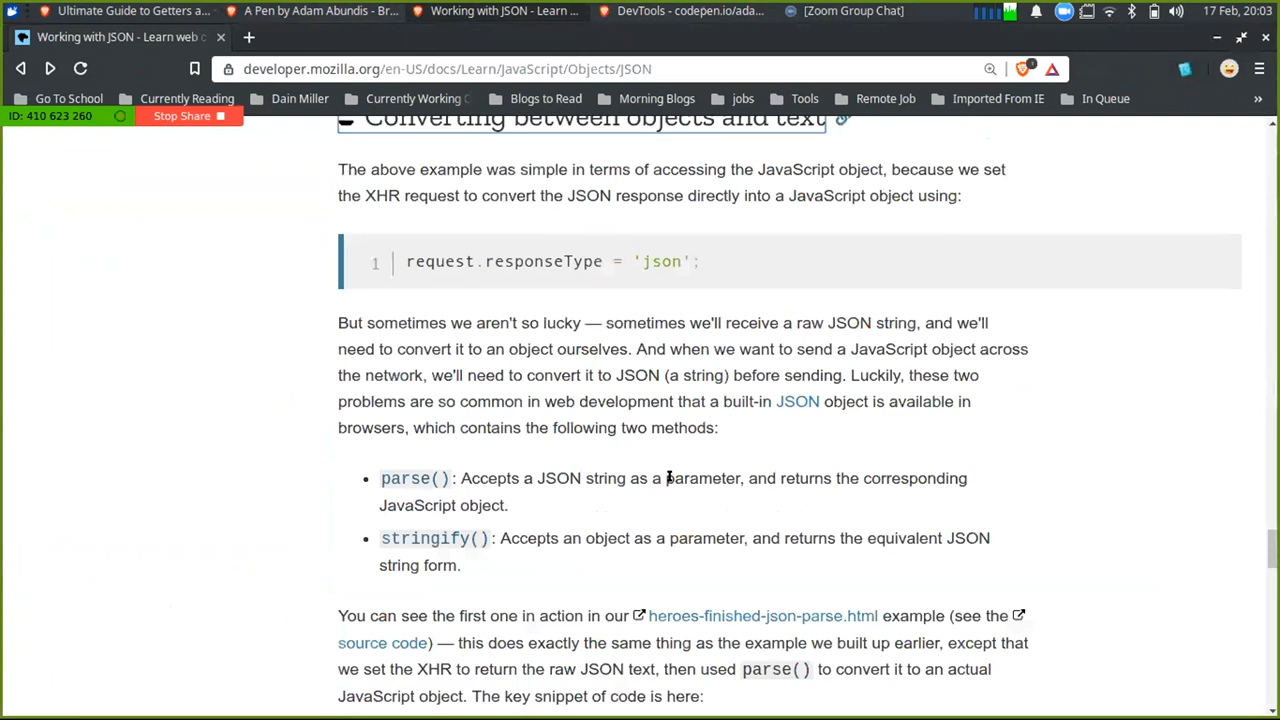 Ultimate Guide to Getters a...
A Pen by Adam Abundis - Br...
Working with JSON - Learn ...
DevTools - codepen.io/ada...
[Zoom Group Chat]
17 Feb, 20:03
Working with JSON - Learn web c
developer.mozilla.org/en-US/docs/Learn/JavaScript/Objects/JSON
Go To School
Currently Reading
Dain Miller
Currently Working C
Blogs to Read
Morning Blogs
jobs
Tools
Remote Job
Imported From IE
In Queue
»
ID: 410 623 260
Stop Share
Converting between objects and text
The above example was simple in terms of accessing the JavaScript object, because we set
the XHR request to convert the JSON response directly into a JavaScript object using:
1 request.responseType = 'json';
But sometimes we aren't so lucky — sometimes we'll receive a raw JSON string, and we'll
need to convert it to an object ourselves. And when we want to send a JavaScript object across
the network, we'll need to convert it to JSON (a string) before sending. Luckily, these two
problems are so common in web development that a built-in JSON object is available in
browsers, which contains the following two methods:
• parse(): Accepts a JSON string as a parameter, and returns the corresponding
JavaScript object.
• stringify(): Accepts an object as a parameter, and returns the equivalent JSON
string form.
You can see the first one in action in our heroes-finished-json-parse.html example (see the
source code) — this does exactly the same thing as the example we built up earlier, except that
we set the XHR to return the raw JSON text, then used parse() to convert it to an actual
JavaScript object. The key snippet of code is here: